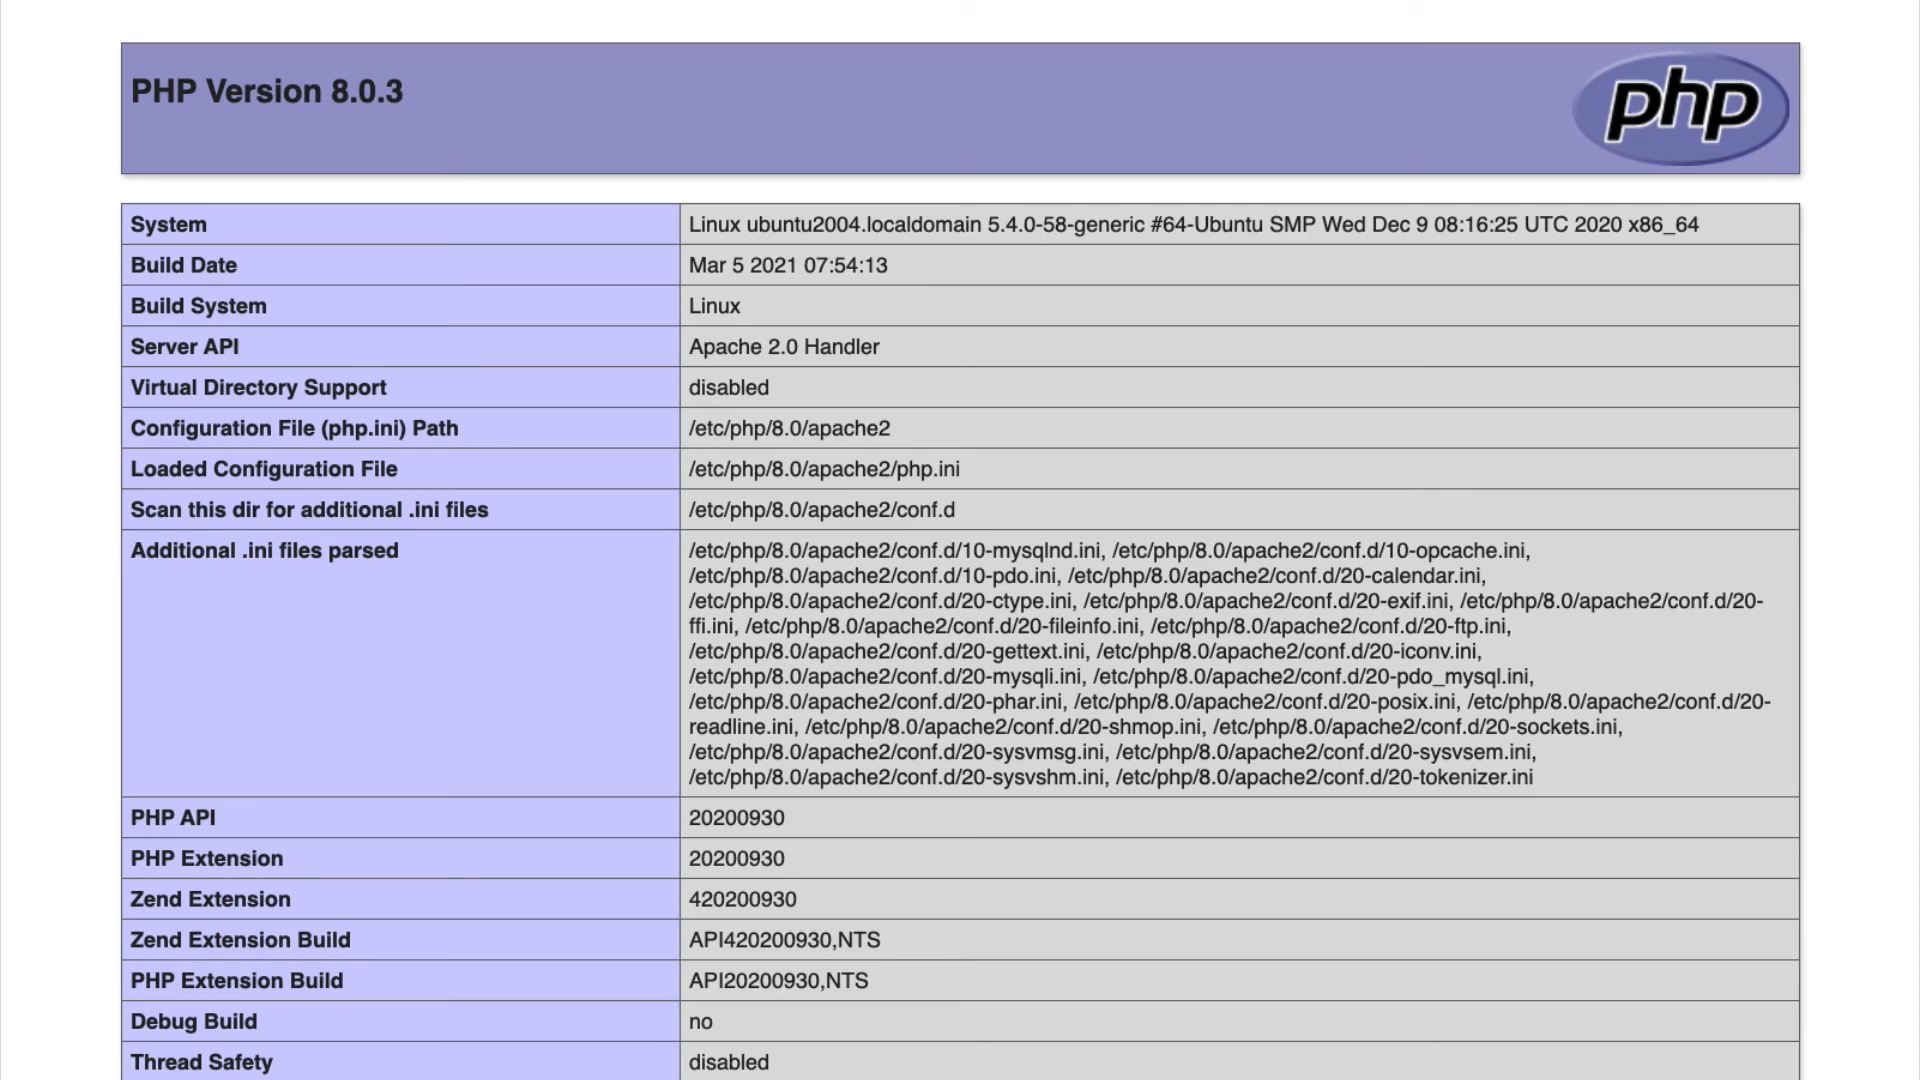 PHP Version 8.0.3
php
System Linux ubuntu2004.localdomain 5.4.0-58-generic #64-Ubuntu SMP Wed Dec 9 08:16:25 UTC 2020 x86_64
Build Date Mar 5 2021 07:54:13
Build System Linux
Server API Apache 2.0 Handler
Virtual Directory Support disabled
Configuration File (php.ini) Path /etc/php/8.0/apache2
Loaded Configuration File /etc/php/8.0/apache2/php.ini
Scan this dir for additional .ini files /etc/php/8.0/apache2/conf.d
Additional .ini files parsed /etc/php/8.0/apache2/conf.d/10-mysqlnd.ini, /etc/php/8.0/apache2/conf.d/10-opcache.ini,
/etc/php/8.0/apache2/conf.d/10-pdo.ini, /etc/php/8.0/apache2/conf.d/20-calendar.ini,
/etc/php/8.0/apache2/conf.d/20-ctype.ini, /etc/php/8.0/apache2/conf.d/20-exif.ini, /etc/php/8.0/apache2/conf.d/20-
ffi.ini, /etc/php/8.0/apache2/conf.d/20-fileinfo.ini, /etc/php/8.0/apache2/conf.d/20-ftp.ini,
/etc/php/8.0/apache2/conf.d/20-gettext.ini, /etc/php/8.0/apache2/conf.d/20-iconv.ini,
/etc/php/8.0/apache2/conf.d/20-mysqli.ini, /etc/php/8.0/apache2/conf.d/20-pdo_mysql.ini,
/etc/php/8.0/apache2/conf.d/20-phar.ini, /etc/php/8.0/apache2/conf.d/20-posix.ini, /etc/php/8.0/apache2/conf.d/20-
readline.ini, /etc/php/8.0/apache2/conf.d/20-shmop.ini, /etc/php/8.0/apache2/conf.d/20-sockets.ini,
/etc/php/8.0/apache2/conf.d/20-sysvmsg.ini, /etc/php/8.0/apache2/conf.d/20-sysvsem.ini,
/etc/php/8.0/apache2/conf.d/20-sysvshm.ini, /etc/php/8.0/apache2/conf.d/20-tokenizer.ini
PHP API 20200930
PHP Extension 20200930
Zend Extension 420200930
Zend Extension Build API420200930,NTS
PHP Extension Build API20200930,NTS
Debug Build no
Thread Safety disabled